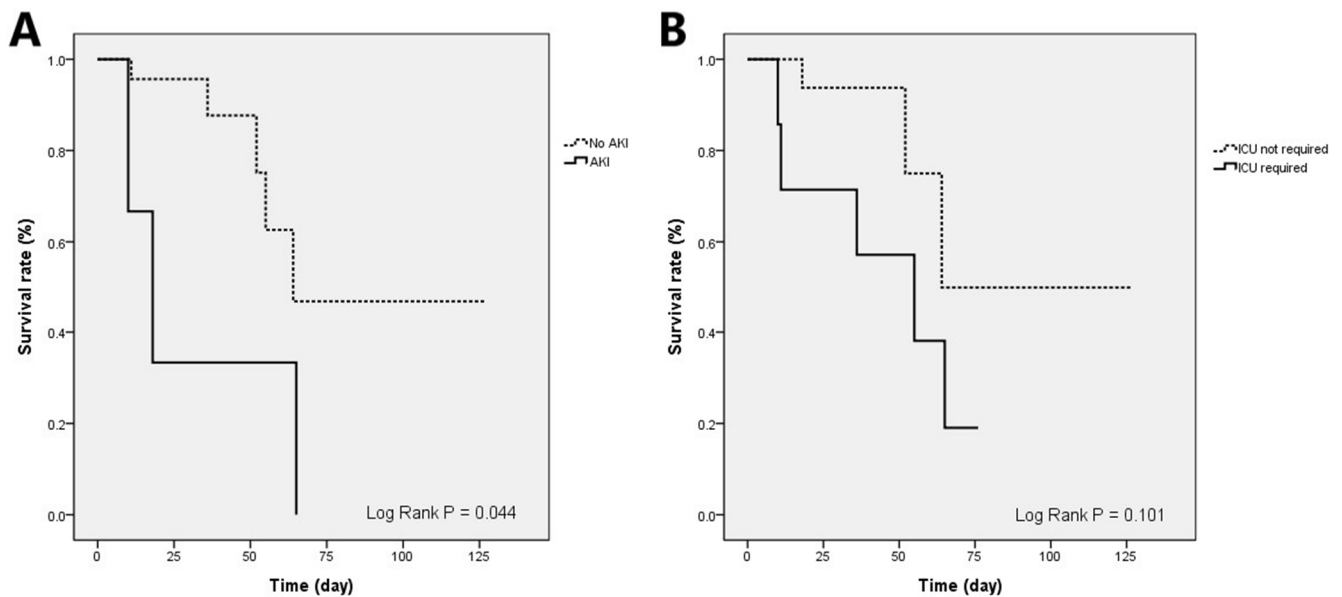 A
1.0
0.8
0.6
0.4
0.2
0.0
Survival rate (%)
0 25 50 75 100 125
Time (day)
No AKI
AKI
Log Rank P = 0.044
B
1.0
0.8
0.6
0.4
0.2
0.0
Survival rate (%)
0 25 50 75 100 125
Time (day)
ICU not required
ICU required
Log Rank P = 0.101